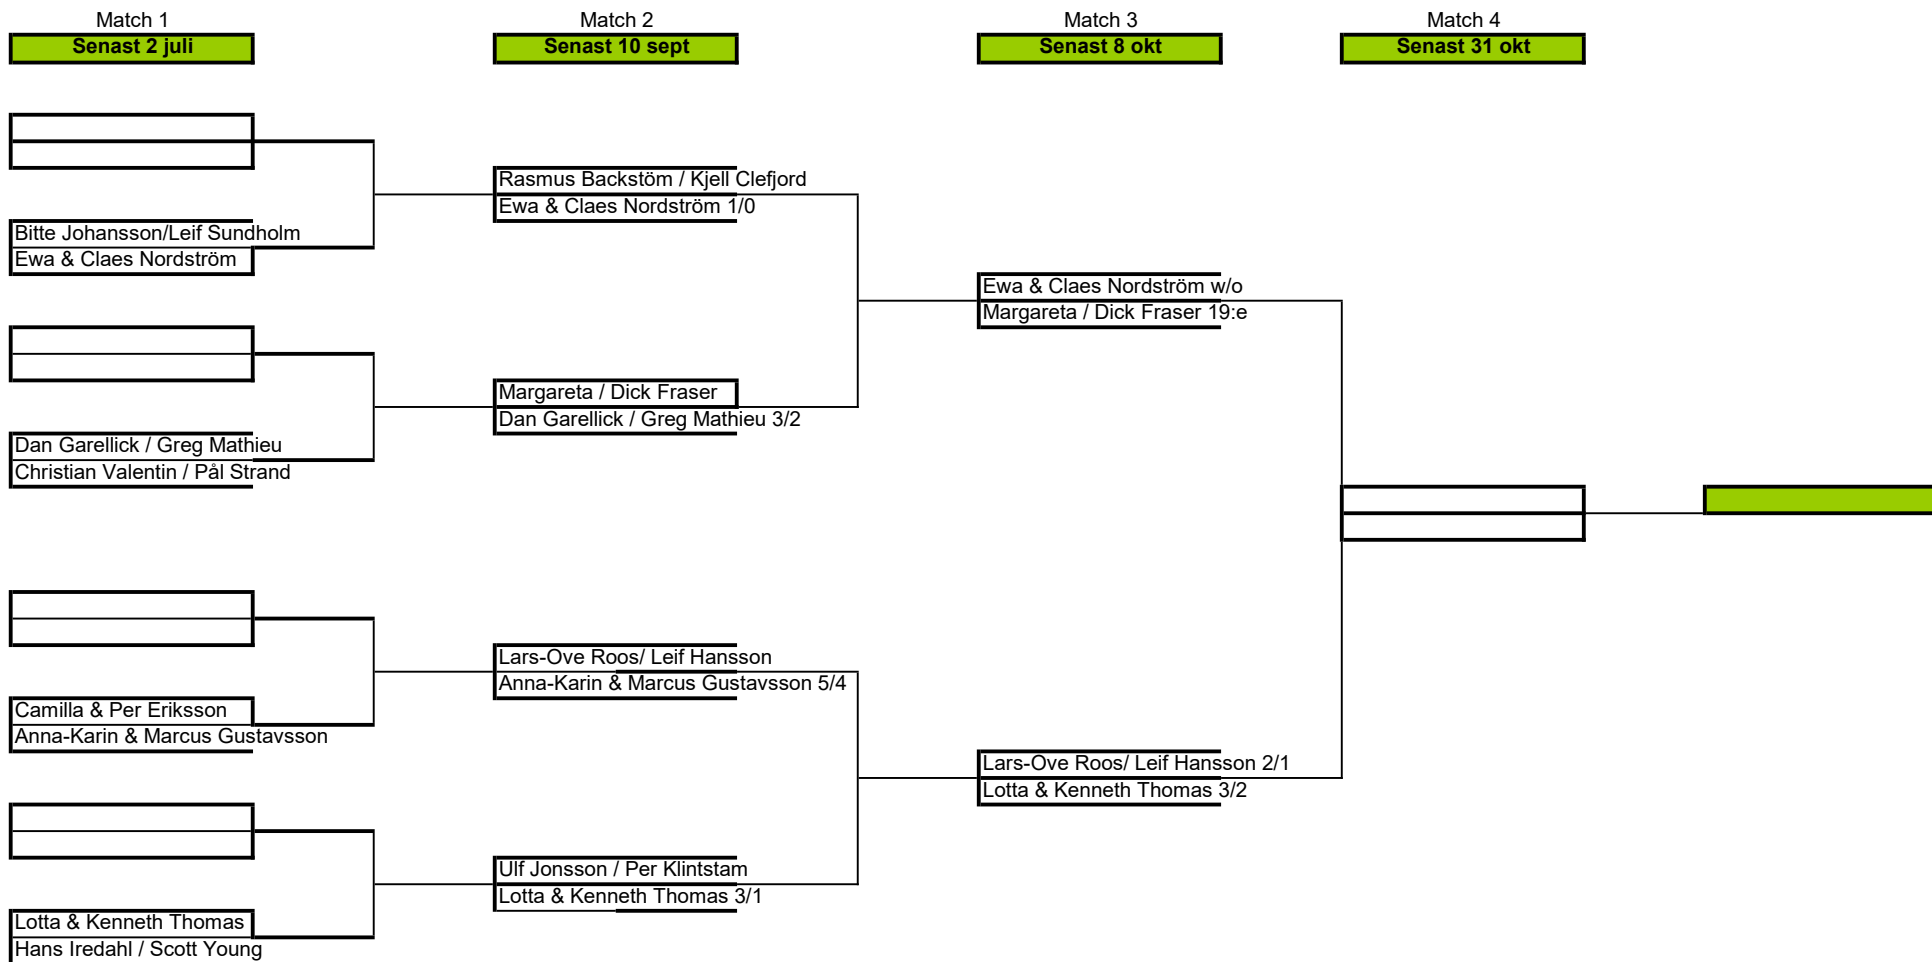 Match 1
Match 2
Match 3
Match 4
Senast 2 juli
Senast 10 sept
Senast 8 okt
Senast 31 okt
Rasmus Backstöm / Kjell Clefjord
Ewa & Claes Nordström 1/0
Bitte Johansson/Leif Sundholm
Ewa & Claes Nordström
Ewa & Claes Nordström w/o
Margareta / Dick Fraser 19:e
Margareta / Dick Fraser
Dan Garellick / Greg Mathieu 3/2
Dan Garellick / Greg Mathieu
Christian Valentin / Pål Strand
Lars-Ove Roos/ Leif Hansson
Anna-Karin & Marcus Gustavsson 5/4
Camilla & Per Eriksson
Anna-Karin & Marcus Gustavsson
Lars-Ove Roos/ Leif Hansson 2/1
Lotta & Kenneth Thomas 3/2
Ulf Jonsson / Per Klintstam
Lotta & Kenneth Thomas 3/1
Lotta & Kenneth Thomas
Hans Iredahl / Scott Young